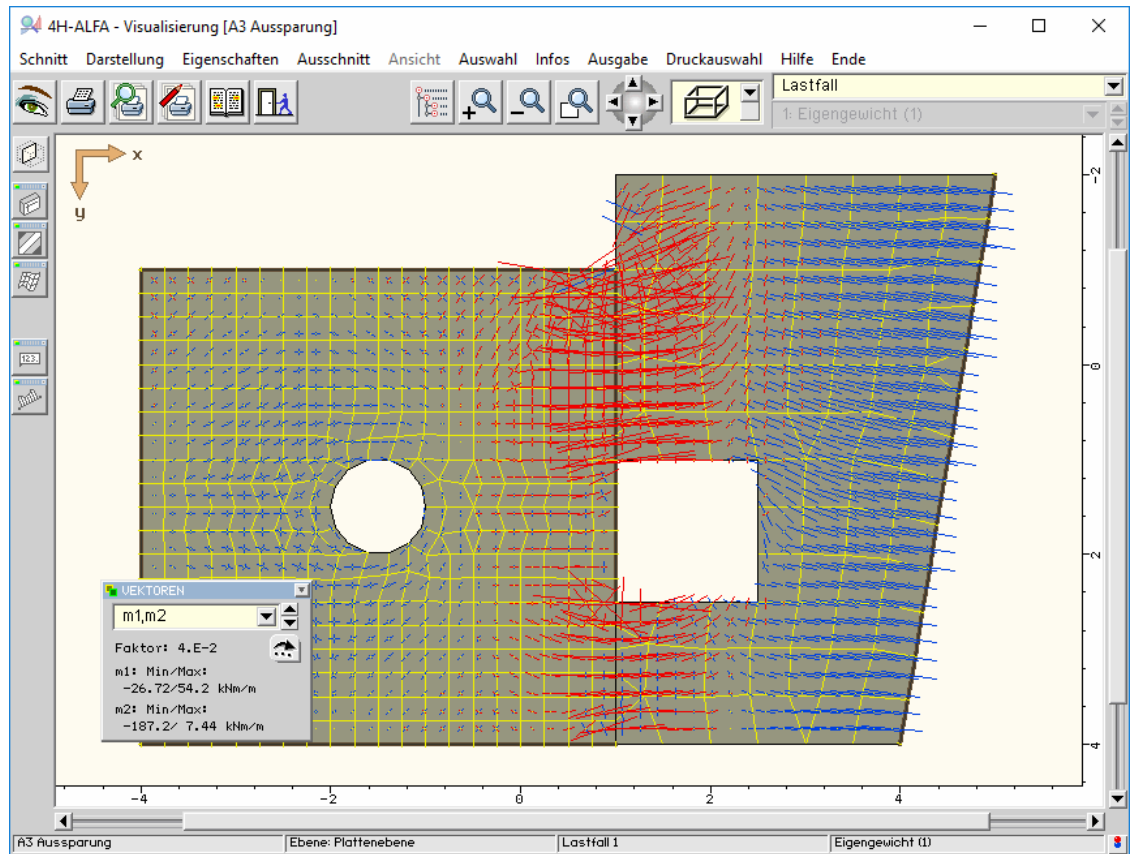 4H-ALFA - Visualisierung [A3 Aussparung]
Schnitt Darstellung Eigenschaften Ausschnitt Ansicht Auswahl Infos Ausgabe Druckauswahl Hilfe Ende
Lastfall
1: Eigengewicht (1)
x
y
123.
-2
0
2
4
VEKTOREN
m1,m2
Faktor: 4.E-2
m1: Min/Max:
-26.72/54.2 kNm/m
m2: Min/Max:
-187.2/ 7.44 kNm/m
-4 -2 0 2 4
A3 Aussparung Ebene: Plattenebene Lastfall 1 Eigengewicht (1)